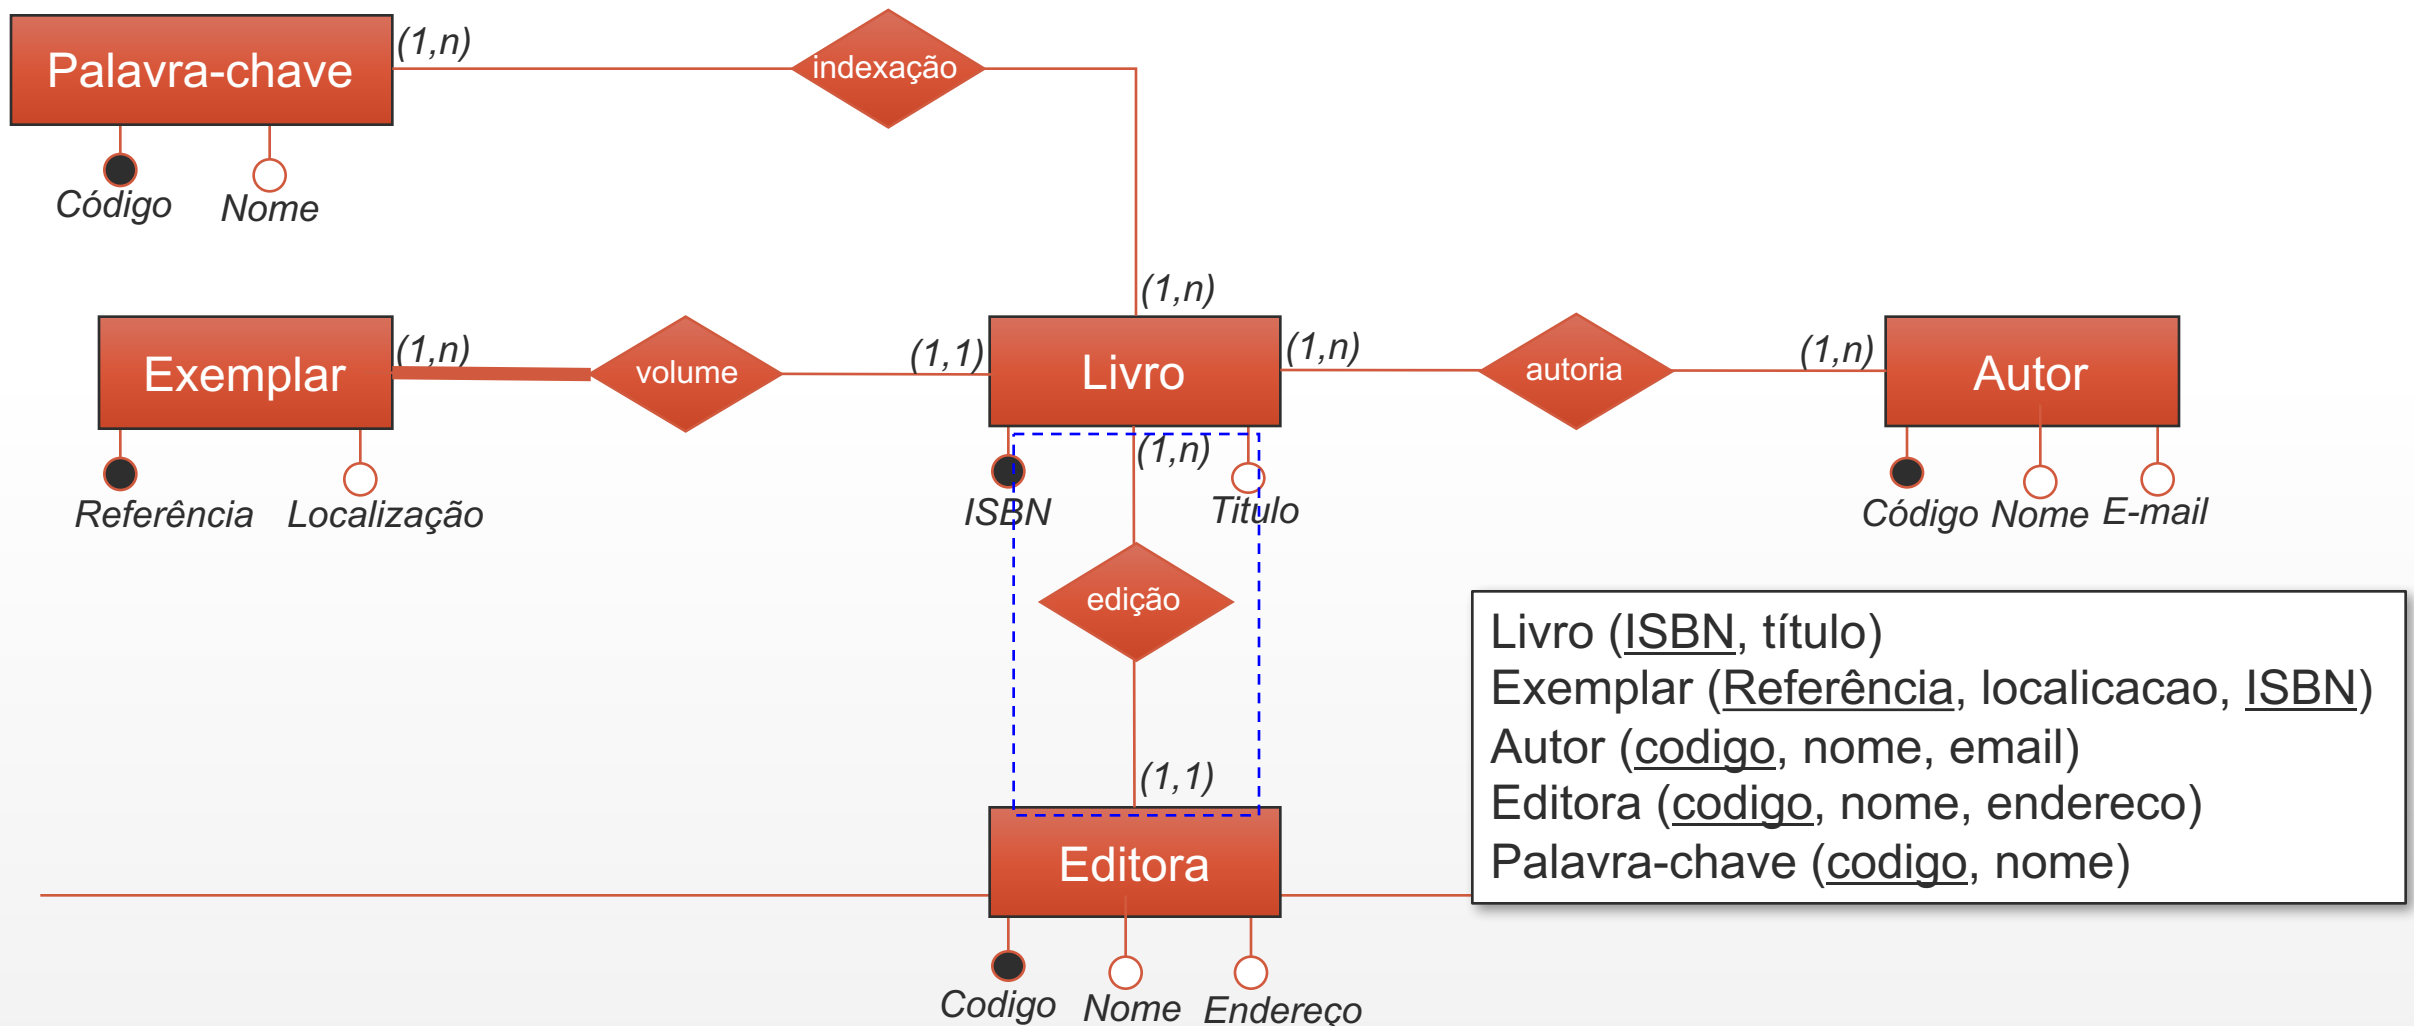 Palavra-chave
(1,n)
indexação
Código
Nome
(1,n)
Exemplar
(1,n)
volume
(1,1)
Livro
(1,n)
autoria
(1,n)
Autor
Referência
Localização
ISBN
(1,n)
Titulo
Código
Nome
E-mail
edição
(1,1)
Editora
Codigo
Nome
Endereço
Livro (ISBN, título)
Exemplar (Referência, localicacao, ISBN)
Autor (codigo, nome, email)
Editora (codigo, nome, endereco)
Palavra-chave (codigo, nome)